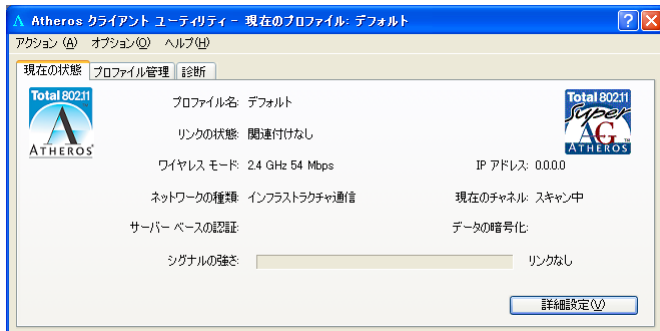 Atheros クライアント ユーティリティ - 現在のプロファイル: デフォルト
アクション (A) オプション(O) ヘルプ(H)
現在の状態 プロファイル管理 診断
Total 802.11
ATHEROS
プロファイル名: デフォルト
Total 802.11
Super
AG
ATHEROS
リンクの状態: 関連付けなし
ワイヤレス モード: 2.4 GHz 54 Mbps IP アドレス: 0.0.0.0
ネットワークの種類: インフラストラクチャ通信 現在のチャネル: スキャン中
サーバー ベースの認証: データの暗号化:
シグナルの強さ: リンクなし
詳細設定(V)